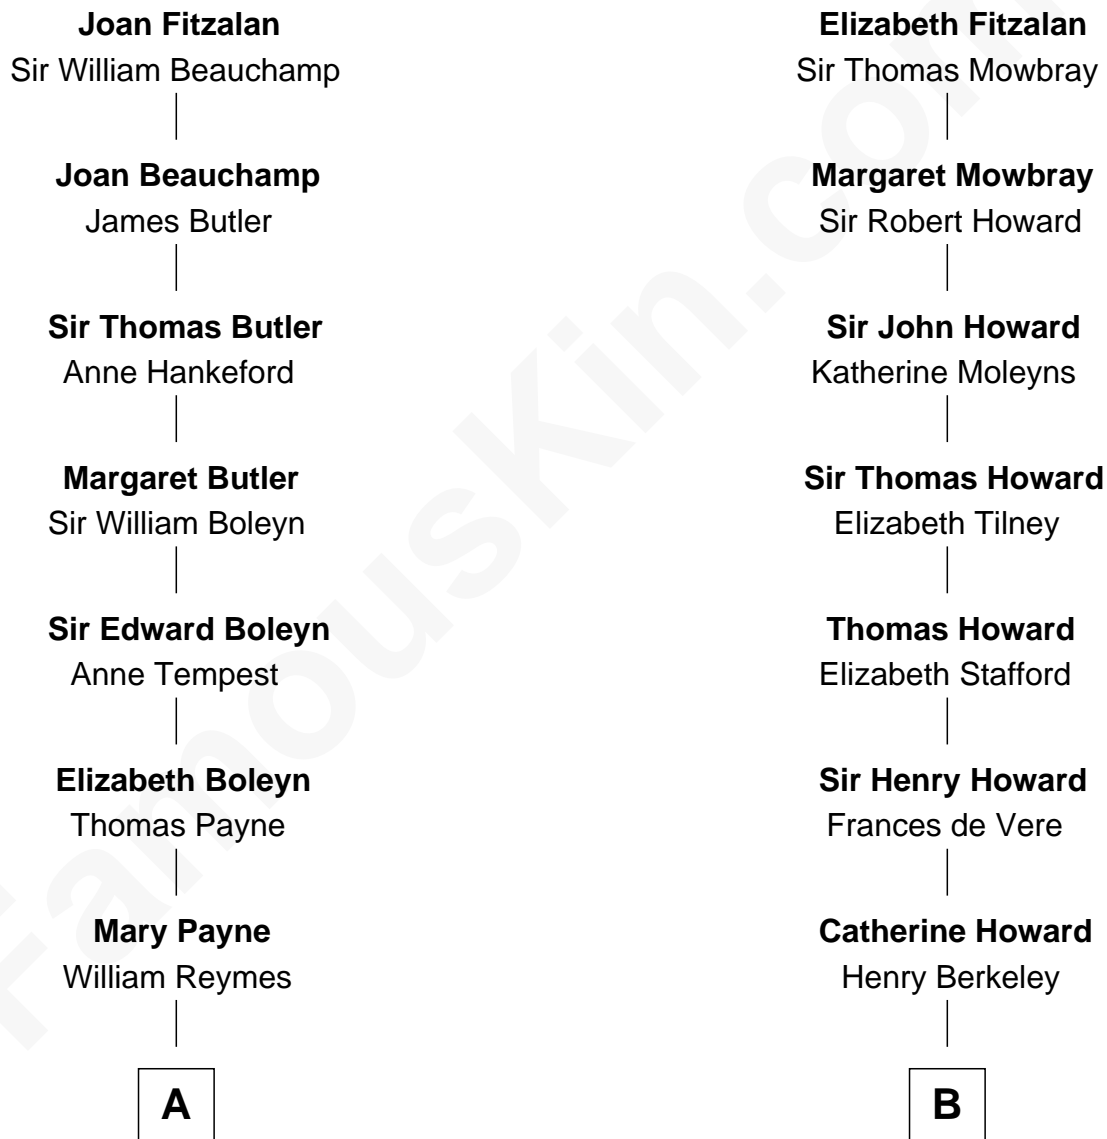 Joan Fitzalan
Sir William Beauchamp
Joan Beauchamp
James Butler
Sir Thomas Butler
Anne Hankeford
Margaret Butler
Sir William Boleyn
Sir Edward Boleyn
Anne Tempest
Elizabeth Boleyn
Thomas Payne
Mary Payne
William Reymes
A
Elizabeth Fitzalan
Sir Thomas Mowbray
Margaret Mowbray
Sir Robert Howard
Sir John Howard
Katherine Moleyns
Sir Thomas Howard
Elizabeth Tilney
Thomas Howard
Elizabeth Stafford
Sir Henry Howard
Frances de Vere
Catherine Howard
Henry Berkeley
B
FamousKin.com